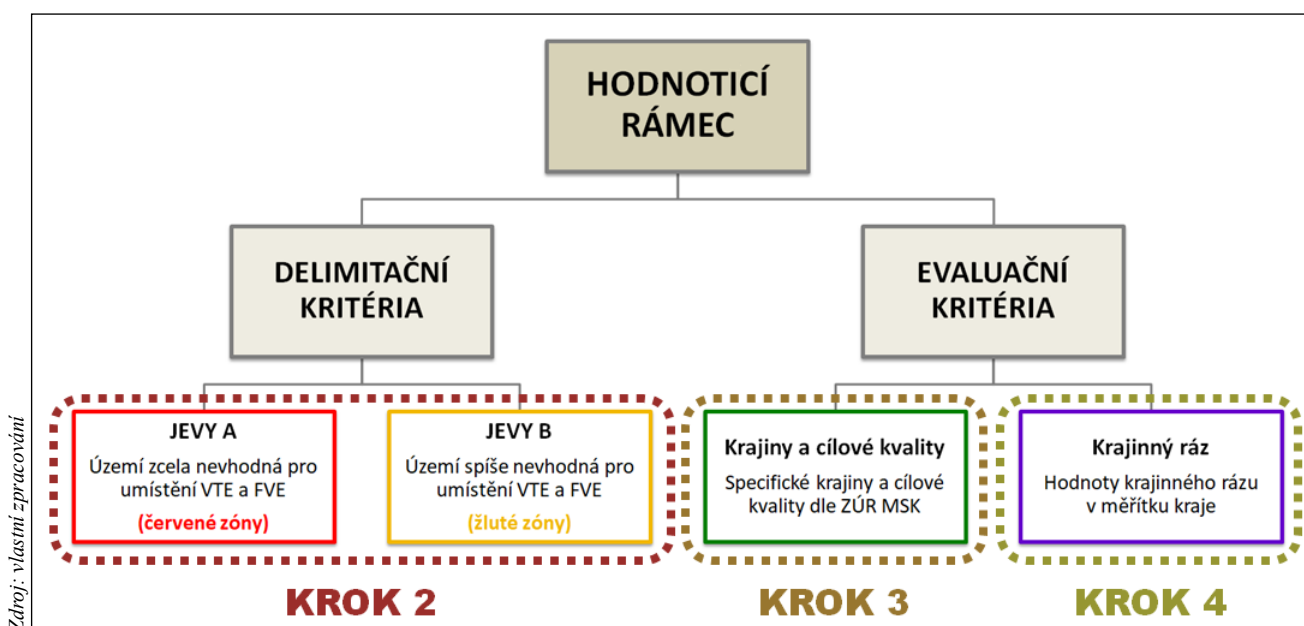 HODNOTICÍ
RÁMEC
DELIMITAČNÍ
KRITÉRIA
EVALUAČNÍ
KRITÉRIA
JEVY A
Území zcela nevhodná pro
umístění VTE a FVE
(červené zóny)
JEVY B
Území spíše nevhodná pro
umístění VTE a FVE
(žluté zóny)
Krajiny a cílové kvality
Specifické krajiny a cílové
kvality dle ZÚR MSK
Krajinný ráz
Hodnoty krajinného rázu
v měřítku kraje
KROK 2
KROK 3
KROK 4
Zdroj: vlastní zpracování